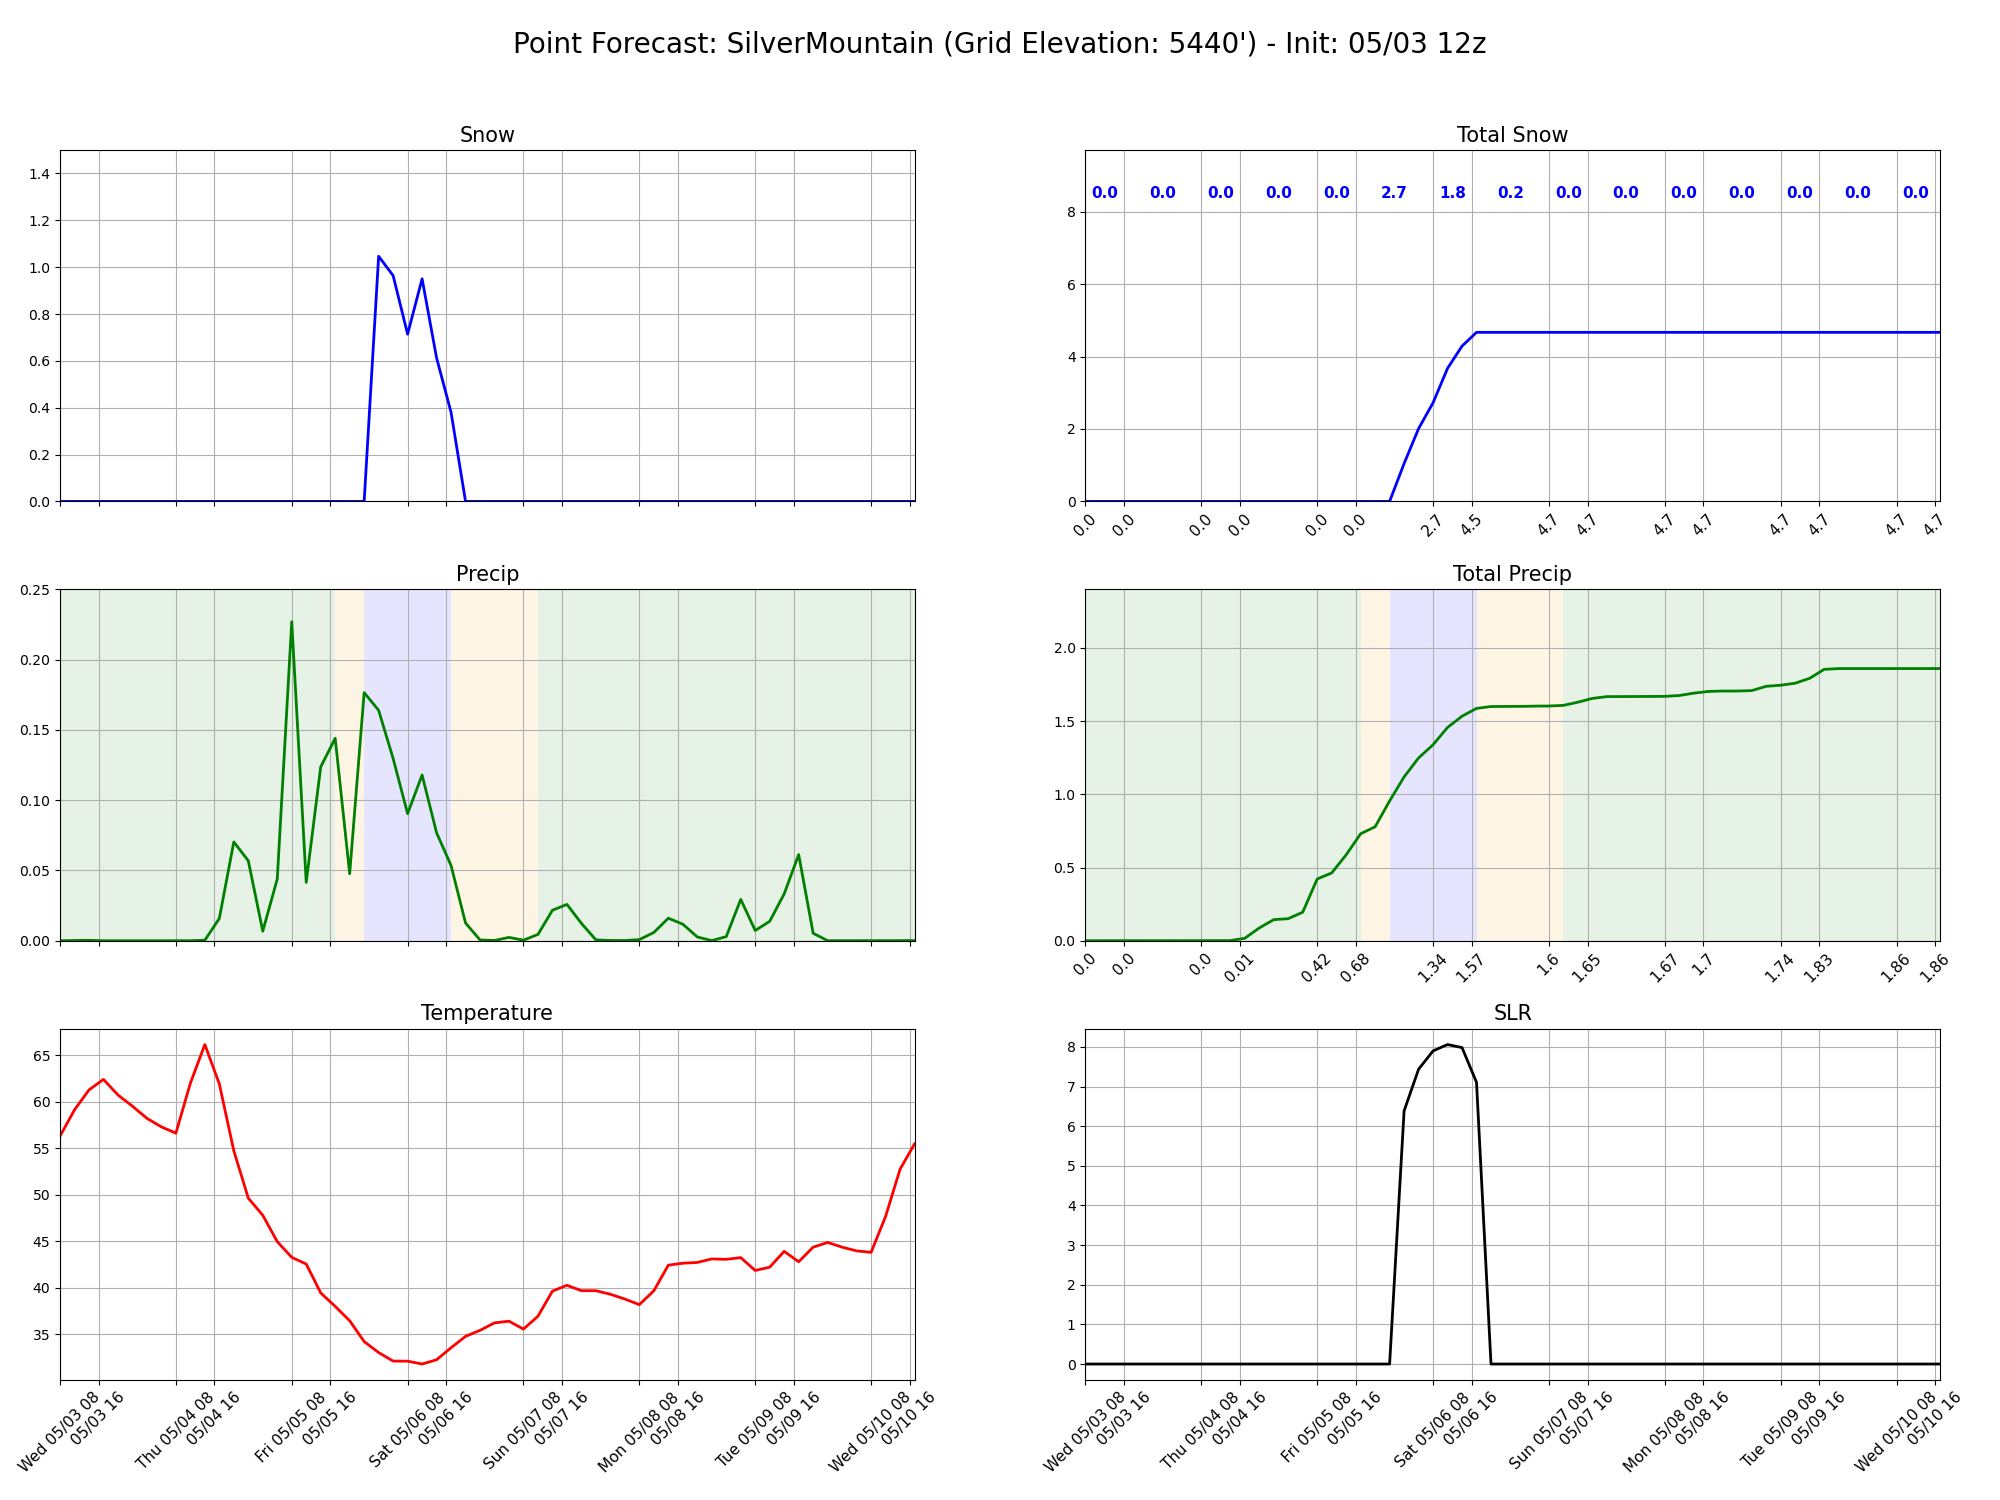 Point Forecast: SilverMountain (Grid Elevation: 5440') - Init: 05/03 12z
Snow
1.4
1.2
1.0
0.8
0.6
0.4
0.2
0.0
Total Snow
0.0 0.0 0.0 0.0 0.0 2.7 1.8 0.2 0.0 0.0 0.0 0.0 0.0 0.0 0.0
8
6
4
2
0
0.0 0.0 0.0 0.0 0.0 0.0 2.7 4.5 4.7 4.7 4.7 4.7 4.7 4.7 4.7 4.7
Precip
0.25
0.20
0.15
0.10
0.05
0.00
Total Precip
2.0
1.5
1.0
0.5
0.0
0.0 0.0 0.0 0.01 0.42 0.68 1.34 1.57 1.6 1.65 1.67 1.7 1.74 1.83 1.86 1.86
Temperature
65
60
55
50
45
40
35
Wed 05/03 08
05/03 16
Thu 05/04 08
05/04 16
Fri 05/05 08
05/05 16
Sat 05/06 08
05/06 16
Sun 05/07 08
05/07 16
Mon 05/08 08
05/08 16
Tue 05/09 08
05/09 16
Wed 05/10 08
05/10 16
SLR
8
7
6
5
4
3
2
1
0
Wed 05/03 08
05/03 16
Thu 05/04 08
05/04 16
Fri 05/05 08
05/05 16
Sat 05/06 08
05/06 16
Sun 05/07 08
05/07 16
Mon 05/08 08
05/08 16
Tue 05/09 08
05/09 16
Wed 05/10 08
05/10 16